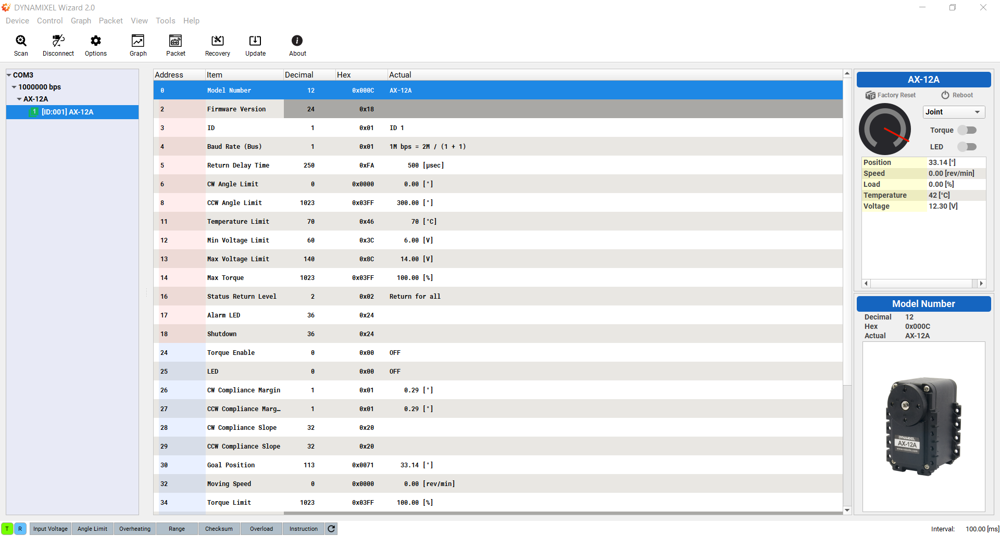 DYNAMIXEL Wizard 2.0
Device Control Graph Packet View Tools Help
Scan Disconnect Options Graph Packet Recovery Update About
COM3
1000000 bps
AX-12A
1 [ID:001] AX-12A
Address Item Decimal Hex Actual
0 Model Number 12 0x000C AX-12A
2 Firmware Version 24 0x18
3 ID 1 0x01 ID 1
4 Baud Rate (Bus) 1 0x01 1M bps = 2M / (1 + 1)
5 Return Delay Time 250 0xFA 500 [µsec]
6 CW Angle Limit 0 0x0000 0.00 [°]
8 CCW Angle Limit 1023 0x03FF 300.00 [°]
11 Temperature Limit 70 0x46 70 [°C]
12 Min Voltage Limit 60 0x3C 6.00 [V]
13 Max Voltage Limit 140 0x8C 14.00 [V]
14 Max Torque 1023 0x03FF 100.00 [%]
16 Status Return Level 2 0x02 Return for all
17 Alarm LED 36 0x24
18 Shutdown 36 0x24
24 Torque Enable 0 0x00 OFF
25 LED 0 0x00 OFF
26 CW Compliance Margin 1 0x01 0.29 [°]
27 CCW Compliance Marg… 1 0x01 0.29 [°]
28 CW Compliance Slope 32 0x20
29 CCW Compliance Slope 32 0x20
30 Goal Position 113 0x0071 33.14 [°]
32 Moving Speed 0 0x0000 0.00 [rev/min]
34 Torque Limit 1023 0x03FF 100.00 [%]
AX-12A
Factory Reset Reboot
Joint
Torque
LED
Position 33.14 [°]
Speed 0.00 [rev/min]
Load 0.00 [%]
Temperature 42 [°C]
Voltage 12.30 [V]
Model Number
Decimal 12
Hex 0x000C
Actual AX-12A
DYNAMIXEL
AX-12A
www.robotis.com
T R Input Voltage Angle Limit Overheating Range Checksum Overload Instruction
Interval: 100.00 [ms]